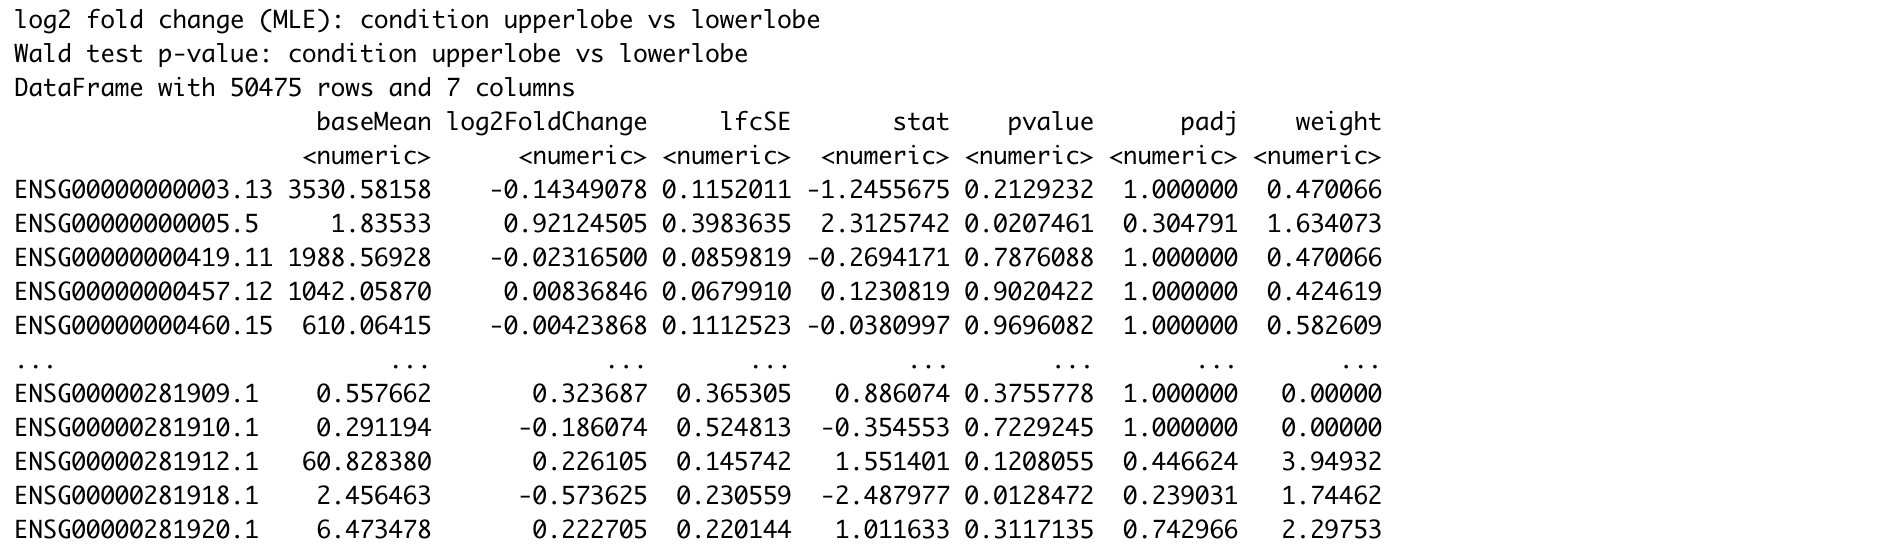 log2 fold change (MLE): condition upperlobe vs lowerlobe
Wald test p-value: condition upperlobe vs lowerlobe
DataFrame with 50475 rows and 7 columns
baseMean log2FoldChange lfcSE stat pvalue padj weight
<numeric> <numeric> <numeric> <numeric> <numeric> <numeric> <numeric>
ENSG00000000003.13 3530.58158 -0.14349078 0.1152011 -1.2455675 0.2129232 1.000000 0.470066
ENSG00000000005.5 1.83533 0.92124505 0.3983635 2.3125742 0.0207461 0.304791 1.634073
ENSG00000000419.11 1988.56928 -0.02316500 0.0859819 -0.2694171 0.7876088 1.000000 0.470066
ENSG00000000457.12 1042.05870 0.00836846 0.0679910 0.1230819 0.9020422 1.000000 0.424619
ENSG00000000460.15 610.06415 -0.00423868 0.1112523 -0.0380997 0.9696082 1.000000 0.582609
... ... ... ... ... ... ... ...
ENSG00000281909.1 0.557662 0.323687 0.365305 0.886074 0.3755778 1.000000 0.00000
ENSG00000281910.1 0.291194 -0.186074 0.524813 -0.354553 0.7229245 1.000000 0.00000
ENSG00000281912.1 60.828380 0.226105 0.145742 1.551401 0.1208055 0.446624 3.94932
ENSG00000281918.1 2.456463 -0.573625 0.230559 -2.487977 0.0128472 0.239031 1.74462
ENSG00000281920.1 6.473478 0.222705 0.220144 1.011633 0.3117135 0.742966 2.29753